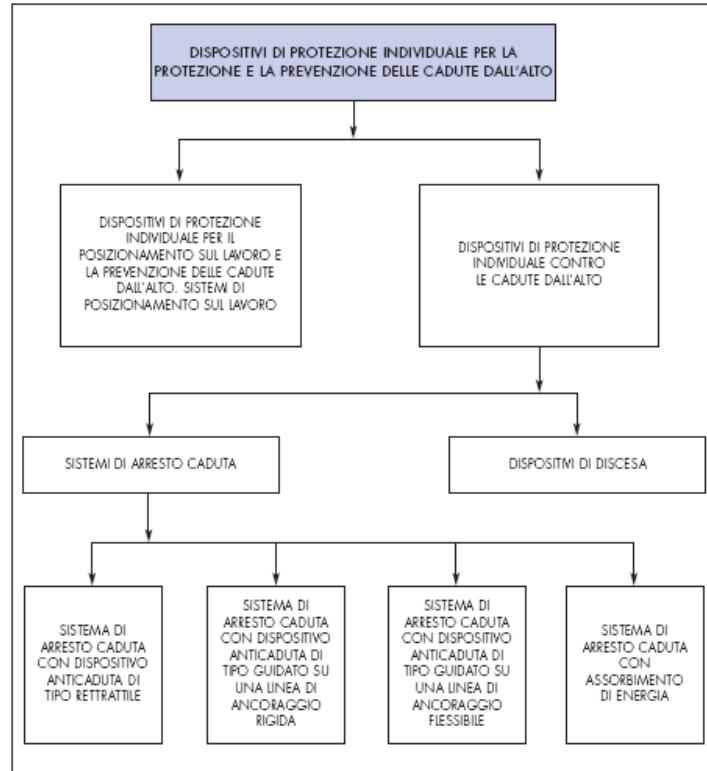 DISPOSITIVI DI PROTEZIONE INDIVIDUALE PER LA
PROTEZIONE E LA PREVENZIONE DELLE CADUTE DALL'ALTO
DISPOSITIVI DI PROTEZIONE
INDIVIDUALE PER IL
POSIZIONAMENTO SUL LAVORO E
LA PREVENZIONE DELLE CADUTE
DALL'ALTO. SISTEMI DI
POSIZIONAMENTO SUL LAVORO
DISPOSITIVI DI PROTEZIONE
INDIVIDUALE CONTRO
LE CADUTE DALL'ALTO
SISTEMI DI ARRESTO CADUTA
DISPOSITIVI DI DISCESA
SISTEMA DI
ARRESTO CADUTA
CON DISPOSITIVO
ANTICADUTA DI
TIPO RETTRATTILE
SISTEMA DI
ARRESTO CADUTA
CON DISPOSITIVO
ANTICADUTA DI
TIPO GUIDATO SU
UNA LINEA DI
ANCORAGGIO
RIGIDA
SISTEMA DI
ARRESTO CADUTA
CON DISPOSITIVO
ANTICADUTA DI
TIPO GUIDATO SU
UNA LINEA DI
ANCORAGGIO
FLESSIBILE
SISTEMA DI
ARRESTO CADUTA
CON
ASSORBIMENTO
DI ENERGIA